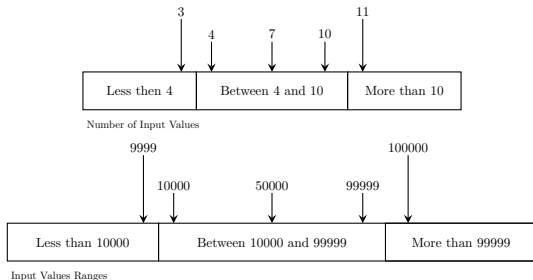 3 11
4 7 10
Less then 4 Between 4 and 10 More than 10
Number of Input Values
9999 100000
10000 50000 99999
Less than 10000 Between 10000 and 99999 More than 99999
Input Values Ranges